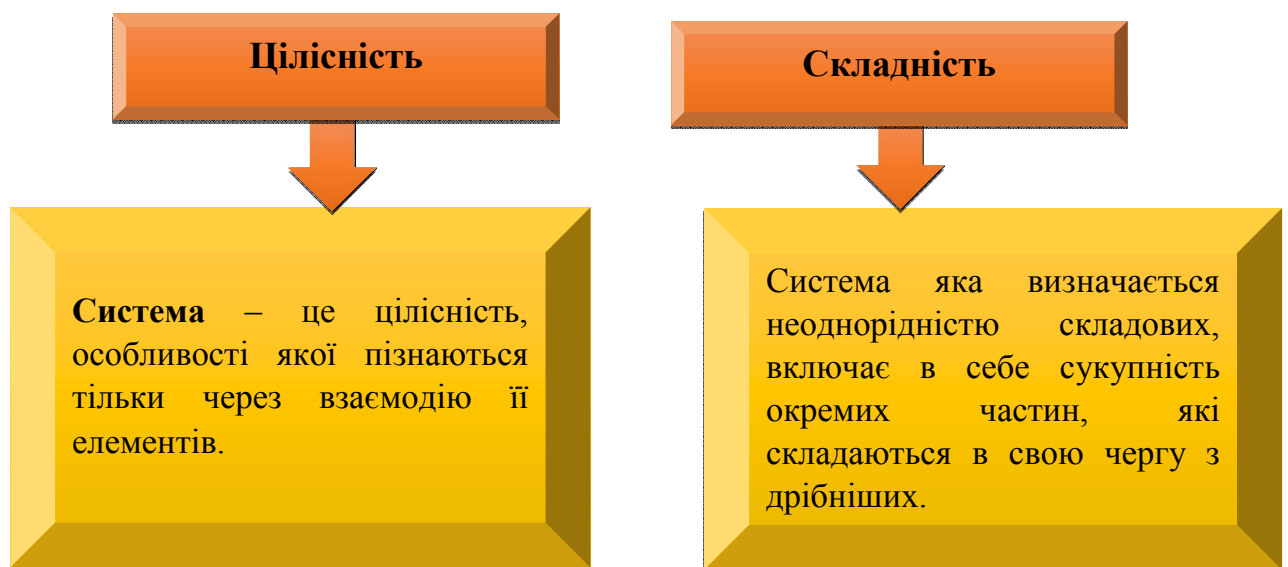 Цілісність
Складність
Система – це цілісність,
особливості якої пізнаються
тільки через взаємодію її
елементів.
Система яка визначається
неоднорідністю складових,
включає в себе сукупність
окремих частин, які
складаються в свою чергу з
дрібніших.